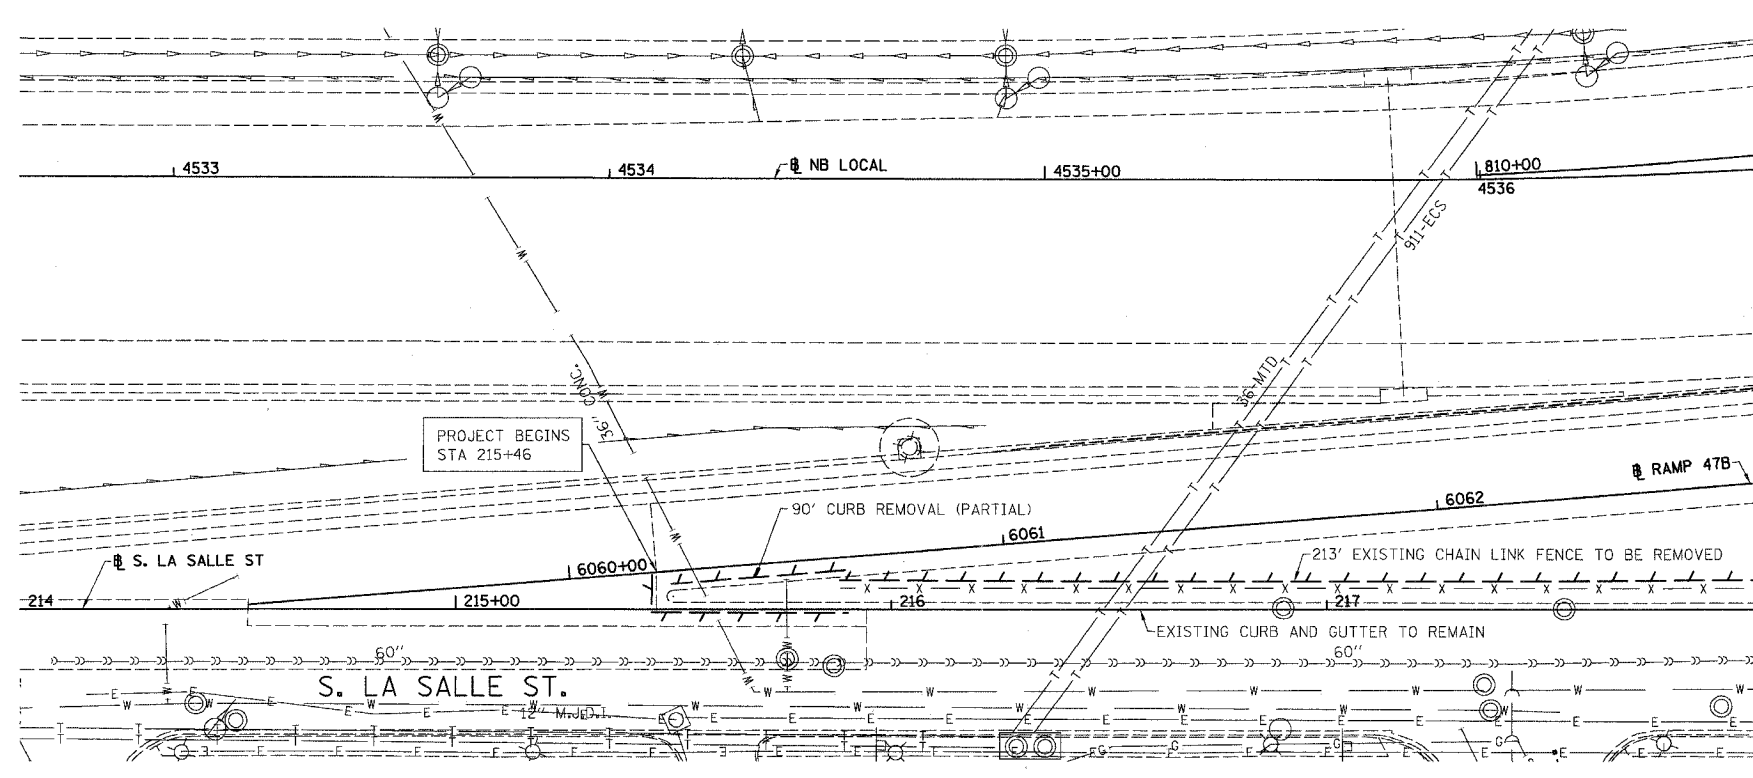 4533
4534
℄ NB LOCAL
4535+00
810+00
4536
911-ECS
36-MTD
36' CONC.
PROJECT BEGINS
STA 215+46
90' CURB REMOVAL (PARTIAL)
6062
℄ RAMP 47B
6061
6060+00
213' EXISTING CHAIN LINK FENCE TO BE REMOVED
℄ S. LA SALLE ST
214
215+00
216
217
EXISTING CURB AND GUTTER TO REMAIN
60"
60"
S. LA SALLE ST.
12" M.J.D.I.